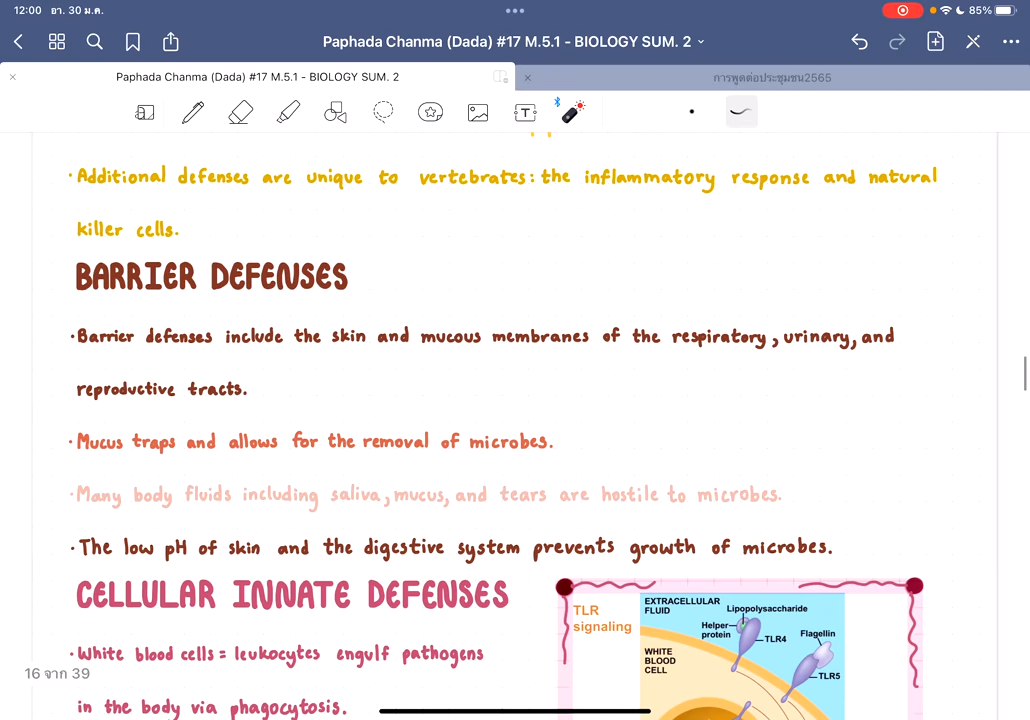 12:00 อา. 30 ม.ค.
85%
Paphada Chanma (Dada) #17 M.5.1 - BIOLOGY SUM. 2
Paphada Chanma (Dada) #17 M.5.1 - BIOLOGY SUM. 2
การพูดต่อประชุมชน2565
· Additional defenses are unique to vertebrates: the inflammatory response and natural
killer cells.
BARRIER DEFENSES
· Barrier defenses include the skin and mucous membranes of the respiratory, urinary, and
reproductive tracts.
· Mucus traps and allows for the removal of microbes.
· Many body fluids including saliva, mucus, and tears are hostile to microbes.
· The low pH of skin and the digestive system prevents growth of microbes.
CELLULAR INNATE DEFENSES
· White blood cells = leukocytes engulf pathogens
in the body via phagocytosis.
16 จาก 39
TLR
signaling
EXTRACELLULAR
FLUID
Lipopolysaccharide
Helper
protein
TLR4
Flagellin
WHITE
BLOOD
CELL
TLR5